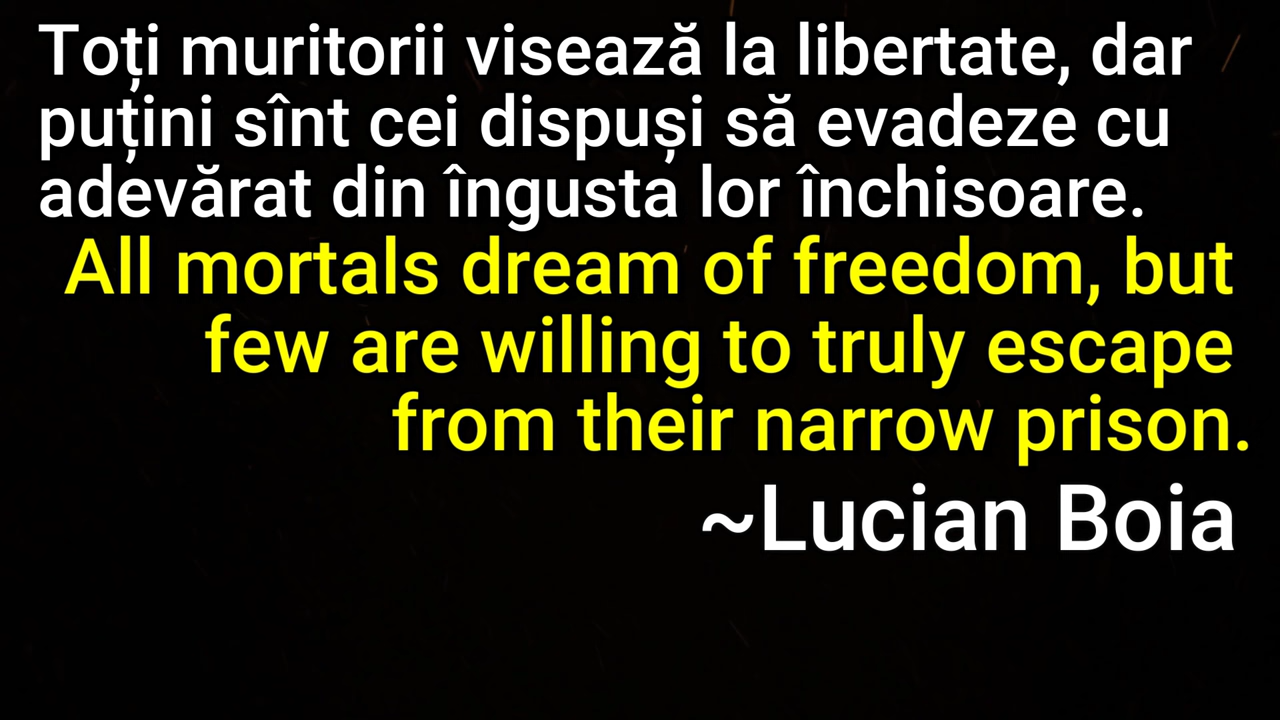 Toți muritorii visează la libertate, dar
puțini sînt cei dispuși să evadeze cu
adevărat din îngusta lor închisoare.
All mortals dream of freedom, but
few are willing to truly escape
from their narrow prison.
~Lucian Boia